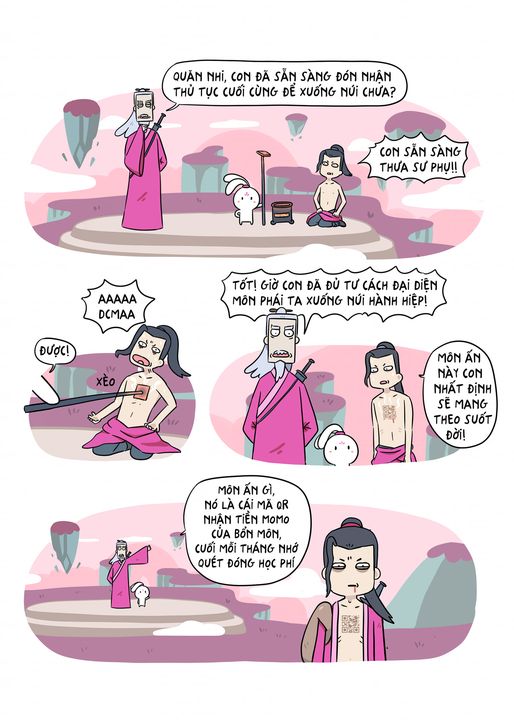 QUÂN NHI, CON ĐÃ SẴN SÀNG ĐÓN NHẬN
THỦ TỤC CUỐI CÙNG ĐỂ XUỐNG NÚI CHƯA?
CON SẴN SÀNG
THƯA SƯ PHỤ!!
AAAAA
DCMAA
ĐƯỢC!
XÈO
TỐT! GIỜ CON ĐÃ ĐỦ TƯ CÁCH ĐẠI DIỆN
MÔN PHÁI TA XUỐNG NÚI HÀNH HIỆP!
MÔN ẤN
NÀY CON
NHẤT ĐỊNH
SẼ MANG
THEO SUỐT
ĐỜI!
MÔN ẤN GÌ,
NÓ LÀ CÁI MÃ QR
NHẬN TIỀN MOMO
CỦA BỔN MÔN,
CUỐI MỖI THÁNG NHỚ
QUÉT ĐÓNG HỌC PHÍ